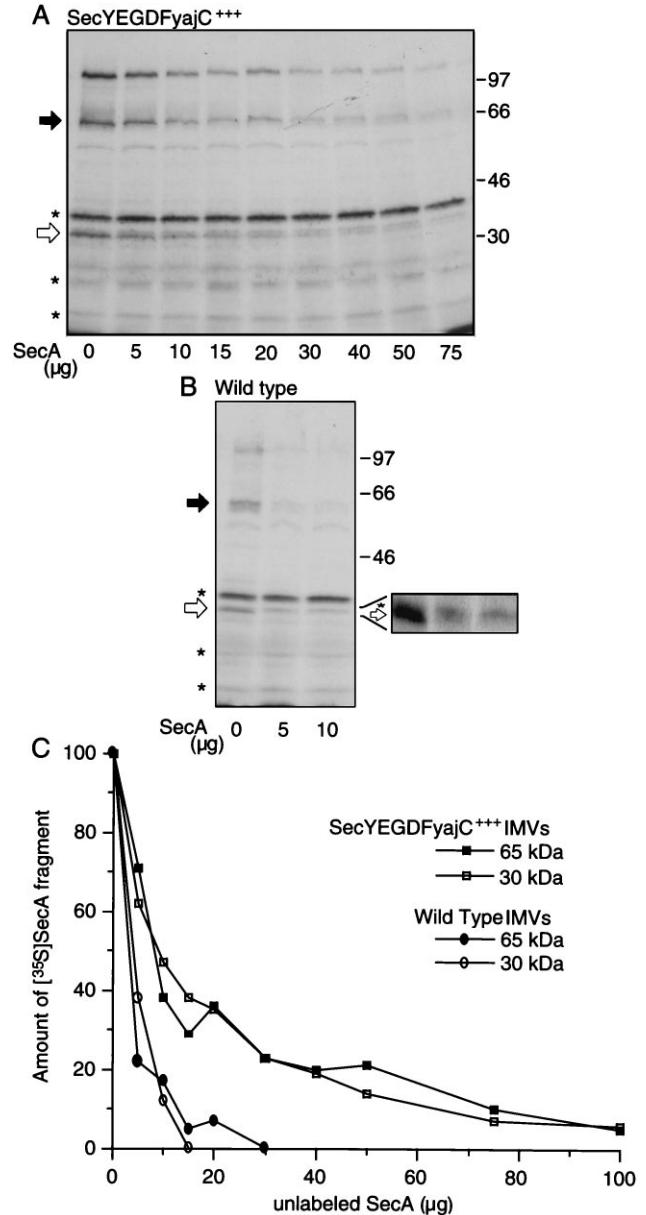 A SecYEGDFyajC+++
-97
-66
*
-46
-30
*
*
SecA (µg) 0 5 10 15 20 30 40 50 75
B Wild type
-97
-66
-46
*
*
*
*
SecA (µg) 0 5 10
C
Amount of [35S]SecA fragment
100
80
60
40
20
0
SecYEGDFyajC+++ IMVs
65 kDa
30 kDa
Wild Type IMVs
65 kDa
30 kDa
0 20 40 60 80 100
unlabeled SecA (µg)